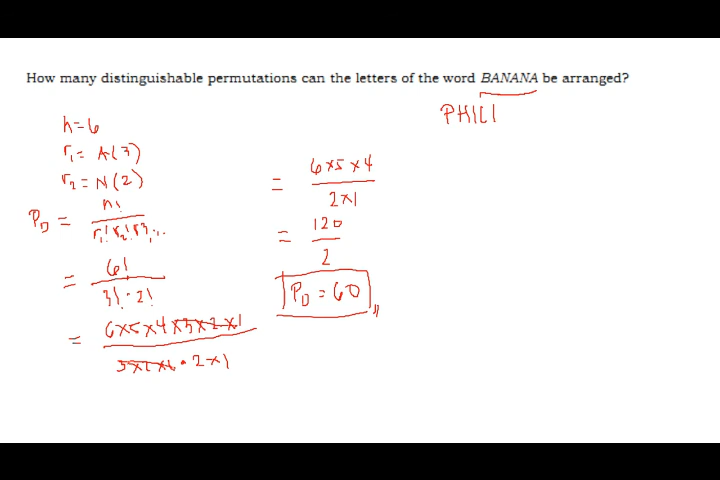 How many distinguishable permutations can the letters of the word BANANA be arranged?
PHILI
n=6
r₁ = A(3)
r₂ = N(2)
P_D = n! / r₁! r₂! r₃! ...
= 6! / 3! · 2!
= 6×5×4×3×2×1 / 3×2×1 · 2×1
= 6×5×4 / 2×1
= 120 / 2
P_D = 60